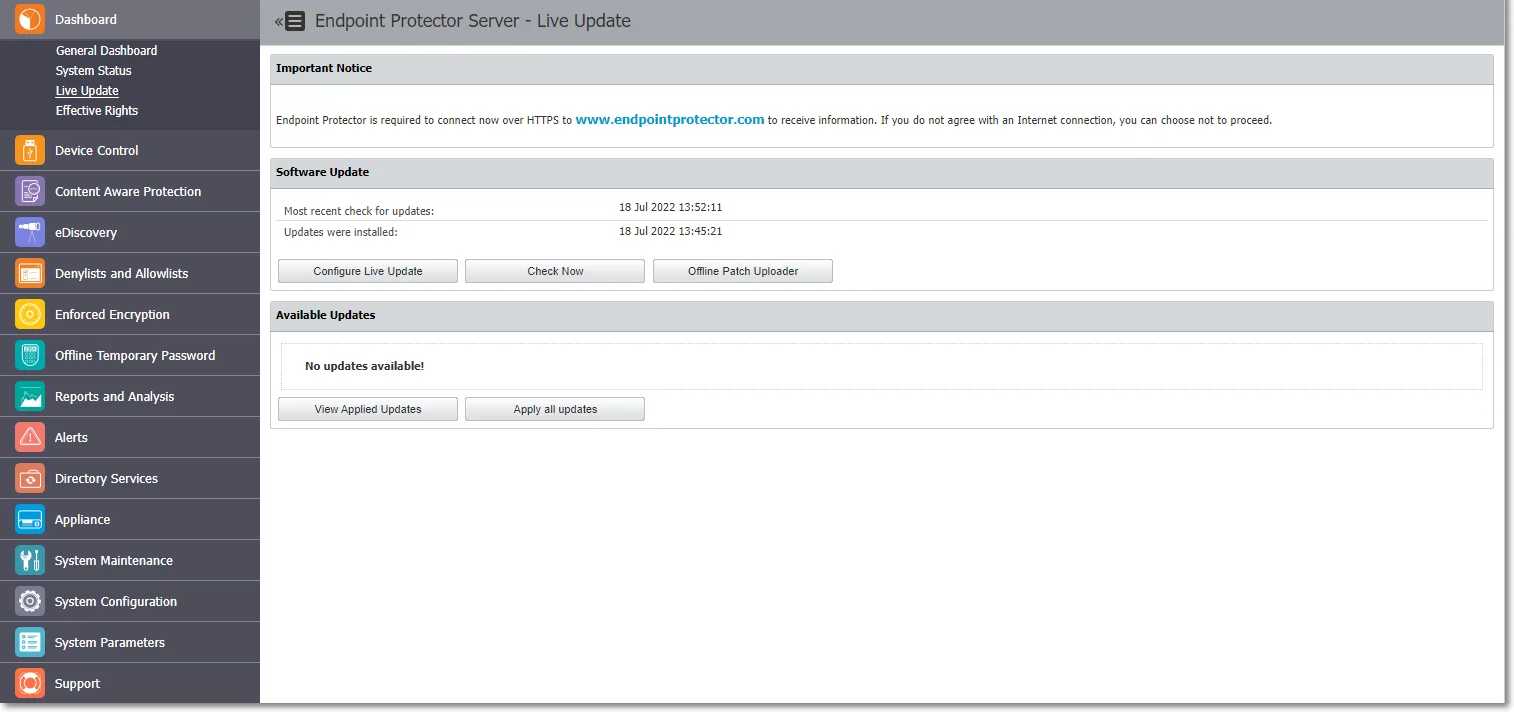 Dashboard
General Dashboard
System Status
Live Update
Effective Rights
Device Control
Content Aware Protection
eDiscovery
Denylists and Allowlists
Enforced Encryption
Offline Temporary Password
Reports and Analysis
Alerts
Directory Services
Appliance
System Maintenance
System Configuration
System Parameters
Support
Endpoint Protector Server - Live Update
Important Notice
Endpoint Protector is required to connect now over HTTPS to www.endpointprotector.com to receive information. If you do not agree with an Internet connection, you can choose not to proceed.
Software Update
Most recent check for updates: 18 Jul 2022 13:52:11
Updates were installed: 18 Jul 2022 13:45:21
Configure Live Update Check Now Offline Patch Uploader
Available Updates
No updates available!
View Applied Updates Apply all updates